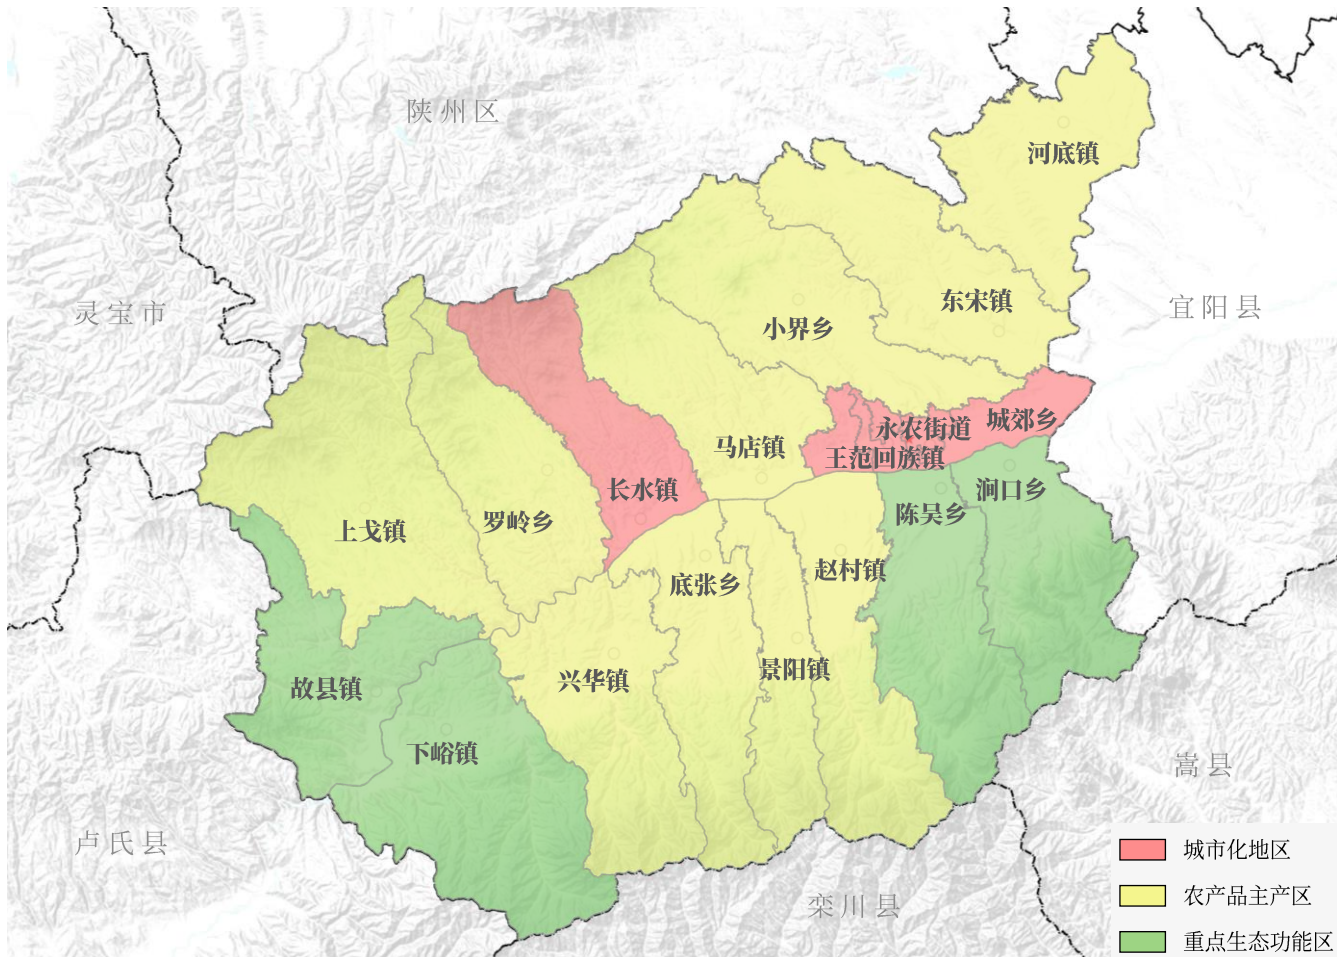 陕州区
河底镇
灵宝市
东宋镇
宜阳县
小界乡
城郊乡
永农街道
马店镇
王范回族镇
长水镇
涧口乡
陈吴乡
罗岭乡
上戈镇
赵村镇
底张乡
景阳镇
兴华镇
故县镇
下峪镇
嵩县
卢氏县
栾川县
城市化地区
农产品主产区
重点生态功能区